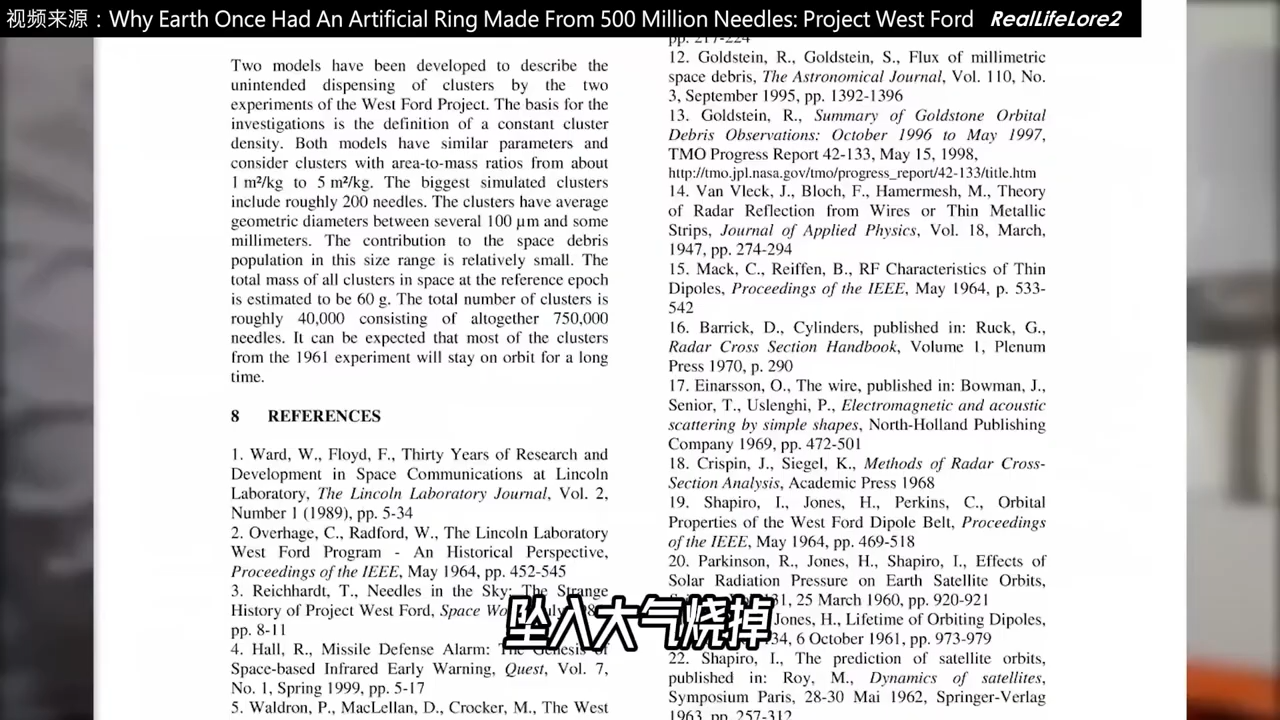 视频来源：Why Earth Once Had An Artificial Ring Made From 500 Million Needles: Project West Ford RealLifeLore2
Two models have been developed to describe the
unintended dispensing of clusters by the two
experiments of the West Ford Project. The basis for the
investigations is the definition of a constant cluster
density. Both models have similar parameters and
consider clusters with area-to-mass ratios from about
1 m²/kg to 5 m²/kg. The biggest simulated clusters
include roughly 200 needles. The clusters have average
geometric diameters between several 100 µm and some
millimeters. The contribution to the space debris
population in this size range is relatively small. The
total mass of all clusters in space at the reference epoch
is estimated to be 60 g. The total number of clusters is
roughly 40,000 consisting of altogether 750,000
needles. It can be expected that most of the clusters
from the 1961 experiment will stay on orbit for a long
time.
8 REFERENCES
1. Ward, W., Floyd, F., Thirty Years of Research and
Development in Space Communications at Lincoln
Laboratory, The Lincoln Laboratory Journal, Vol. 2,
Number 1 (1989), pp. 5-34
2. Overhage, C., Radford, W., The Lincoln Laboratory
West Ford Program - An Historical Perspective,
Proceedings of the IEEE, May 1964, pp. 452-545
3. Reichhardt, T., Needles in the Sky: The Strange
History of Project West Ford, Space
pp. 8-11
4. Hall, R., Missile Defense Alarm: The Genesis of
Space-based Infrared Early Warning, Quest, Vol. 7,
No. 1, Spring 1999, pp. 5-17
5. Waldron, P., MacLellan, D., Crocker, M., The West
pp. 217-224
12. Goldstein, R., Goldstein, S., Flux of millimetric
space debris, The Astronomical Journal, Vol. 110, No.
3, September 1995, pp. 1392-1396
13. Goldstein, R., Summary of Goldstone Orbital
Debris Observations: October 1996 to May 1997,
TMO Progress Report 42-133, May 15, 1998,
http://tmo.jpl.nasa.gov/tmo/progress_report/42-133/title.htm
14. Van Vleck, J., Bloch, F., Hamermesh, M., Theory
of Radar Reflection from Wires or Thin Metallic
Strips, Journal of Applied Physics, Vol. 18, March,
1947, pp. 274-294
15. Mack, C., Reiffen, B., RF Characteristics of Thin
Dipoles, Proceedings of the IEEE, May 1964, p. 533-
542
16. Barrick, D., Cylinders, published in: Ruck, G.,
Radar Cross Section Handbook, Volume 1, Plenum
Press 1970, p. 290
17. Einarsson, O., The wire, published in: Bowman, J.,
Senior, T., Uslenghi, P., Electromagnetic and acoustic
scattering by simple shapes, North-Holland Publishing
Company 1969, pp. 472-501
18. Crispin, J., Siegel, K., Methods of Radar Cross-
Section Analysis, Academic Press 1968
19. Shapiro, I., Jones, H., Perkins, C., Orbital
Properties of the West Ford Dipole Belt, Proceedings
of the IEEE, May 1964, pp. 469-518
20. Parkinson, R., Jones, H., Shapiro, I., Effects of
Solar Radiation Pressure on Earth Satellite Orbits,
25 March 1960, pp. 920-921
Jones, H., Lifetime of Orbiting Dipoles,
6 October 1961, pp. 973-979
22. Shapiro, I., The prediction of satellite orbits,
published in: Roy, M., Dynamics of satellites,
Symposium Paris, 28-30 Mai 1962, Springer-Verlag
1963, pp. 257-312
坠入大气烧掉